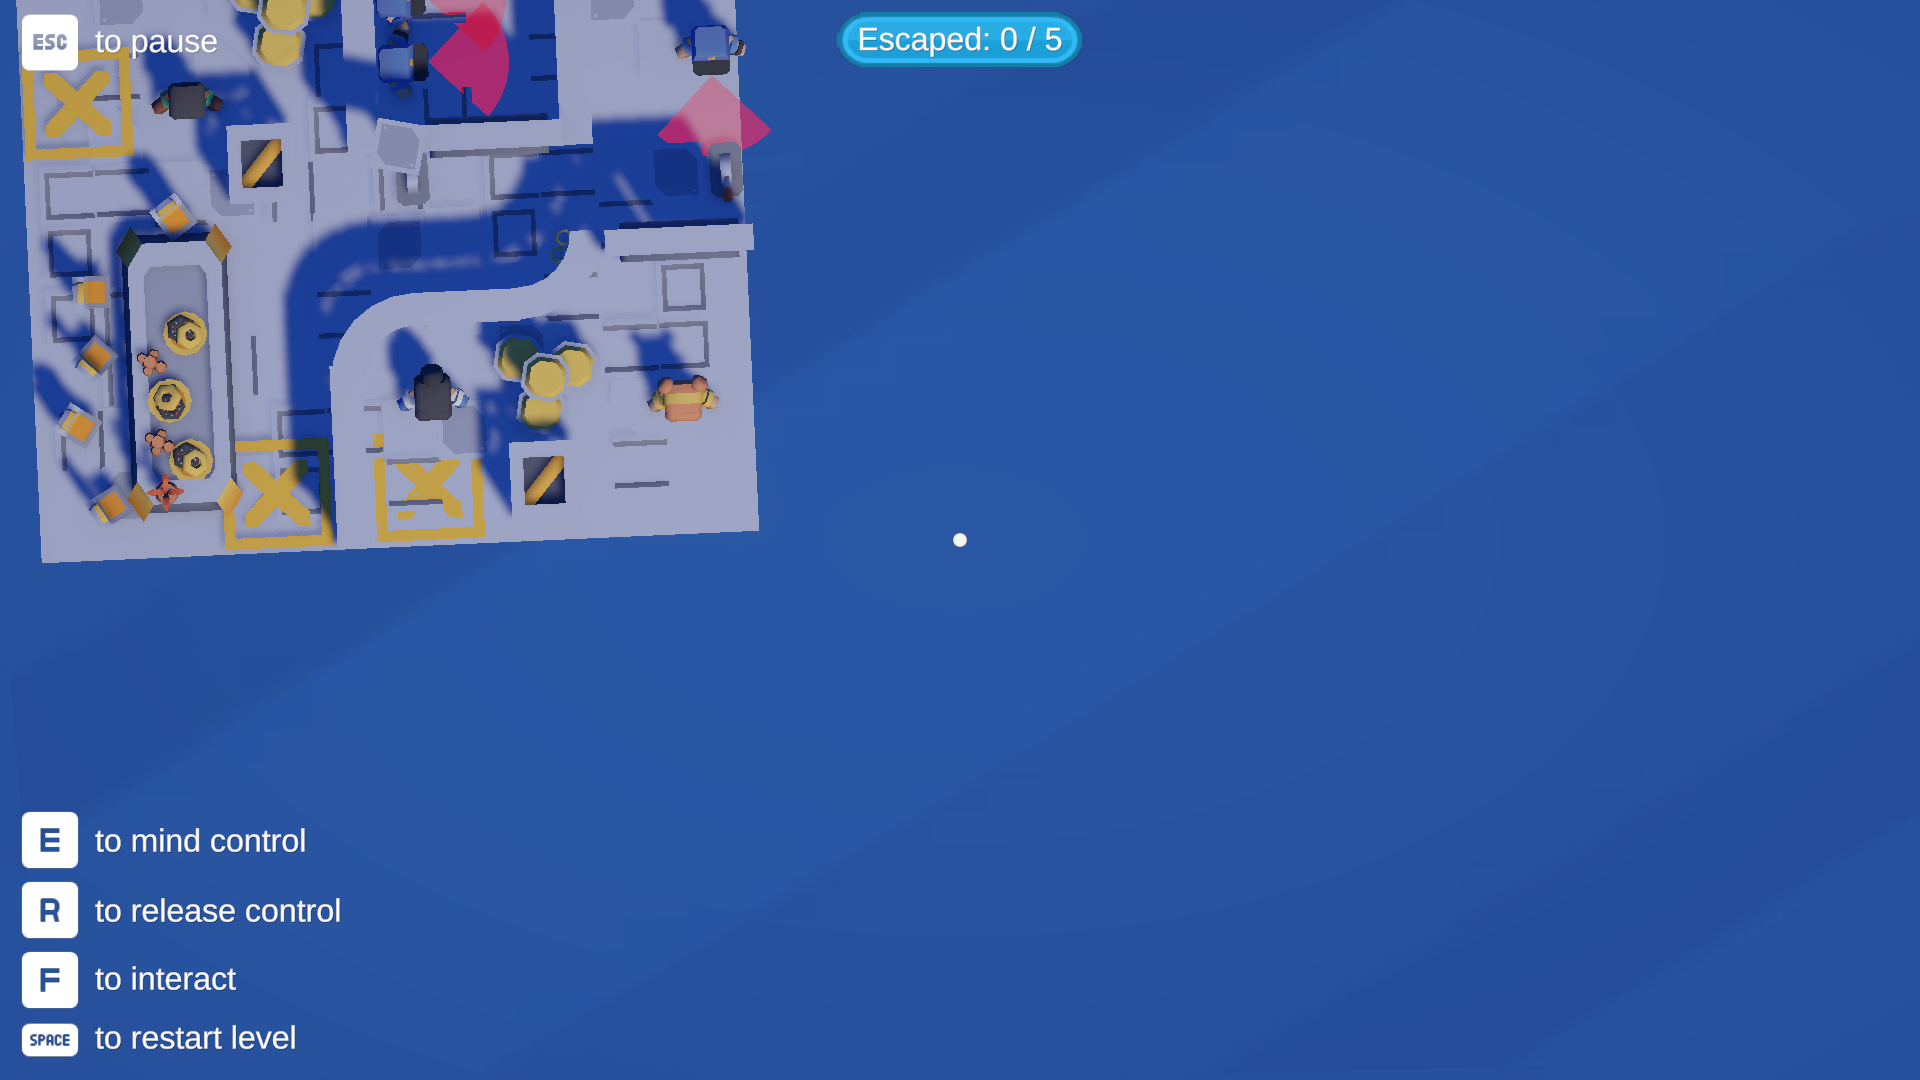 ESC to pause
Escaped: 0 / 5
E to mind control
R to release control
F to interact
SPACE to restart level